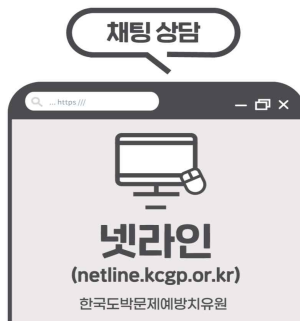 채팅 상담
... https:///
넷라인
(netline.kcgp.or.kr)
한국도박문제예방치유원